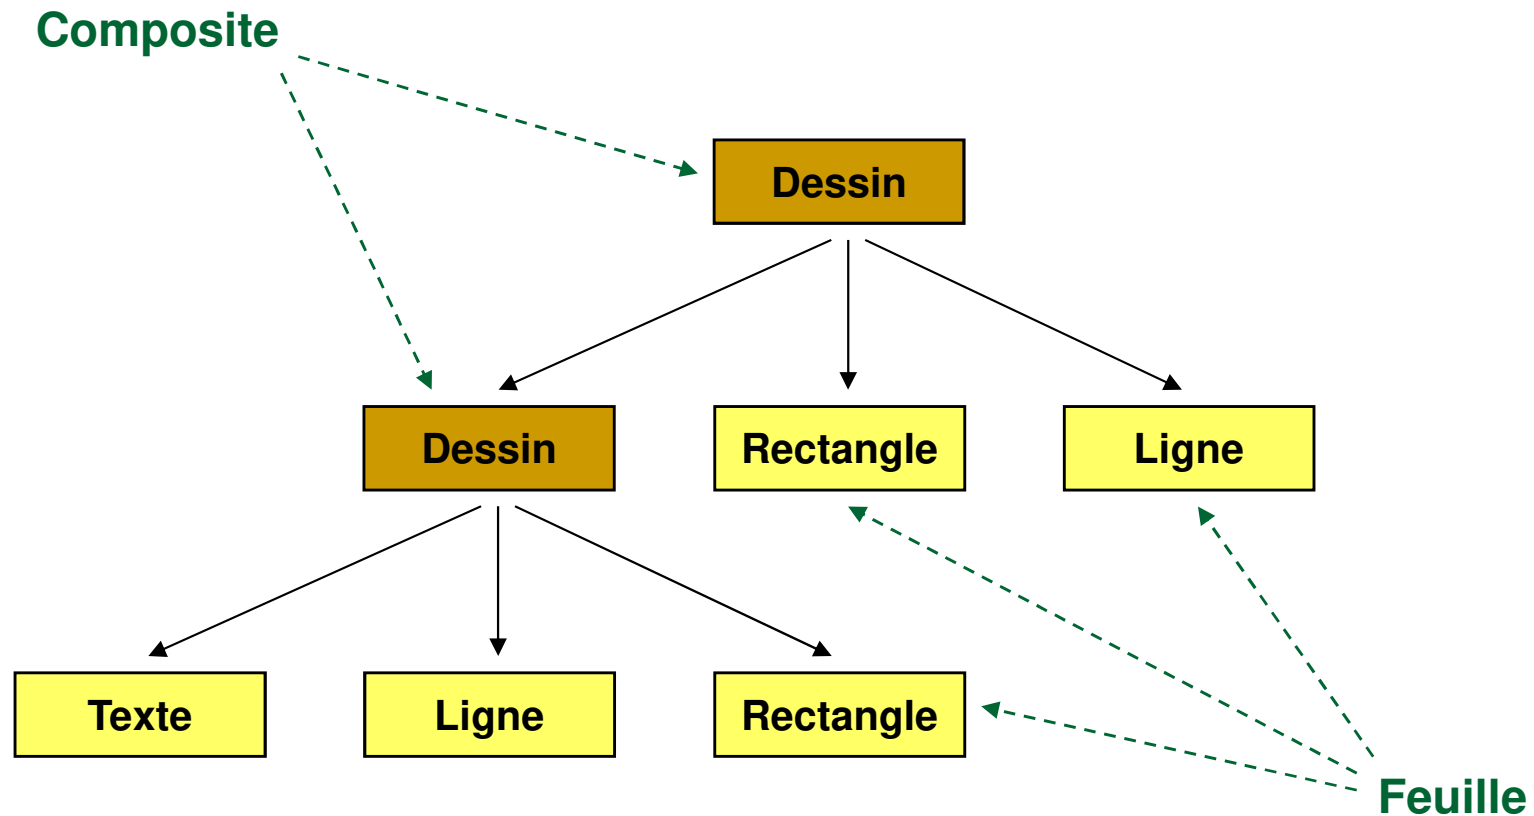 Composite
Dessin
Dessin
Rectangle
Ligne
Texte
Ligne
Rectangle
Feuille